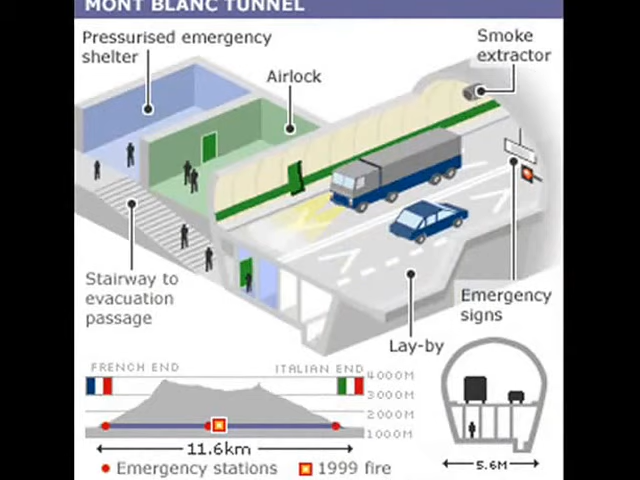 MONT BLANC TUNNEL
Pressurised emergency
shelter
Airlock
Smoke
extractor
Stairway to
evacuation
passage
Emergency
signs
Lay-by
FRENCH END
ITALIAN END
4000M
3000M
2000M
1000M
11.6km
5.6M
Emergency stations
1999 fire